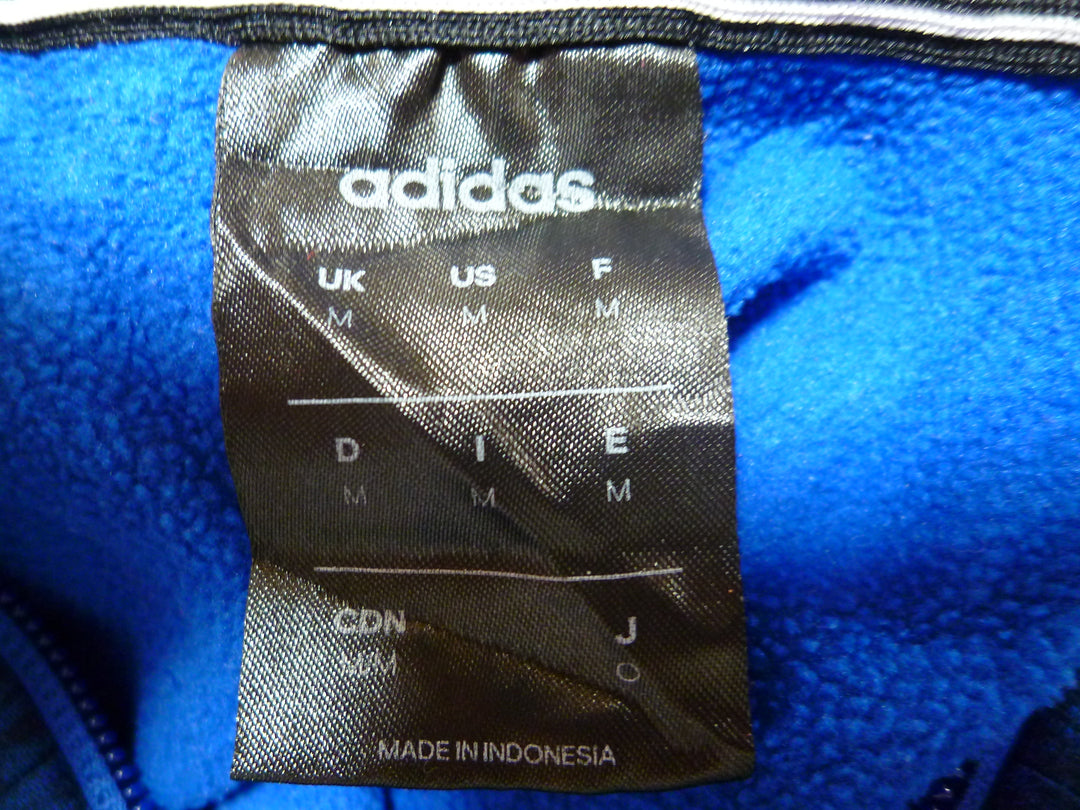 adidas
UK US F
M M M
D I E
M M M
CDN J
M/M O
MADE IN INDONESIA